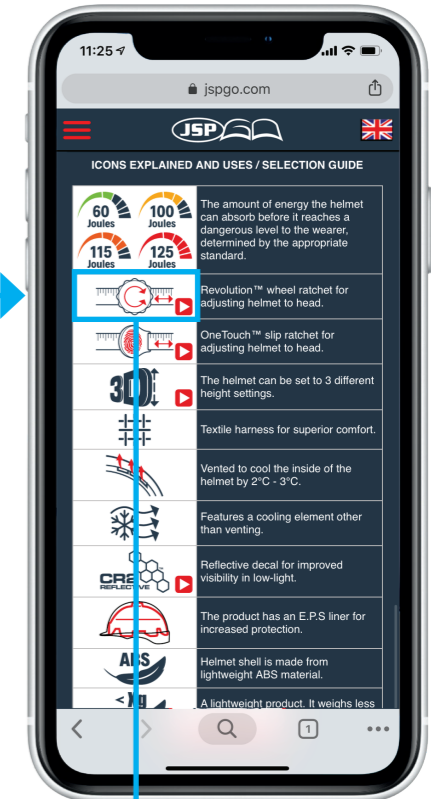 11:25
jspgo.com
JSP
ICONS EXPLAINED AND USES / SELECTION GUIDE
60
Joules
100
Joules
115
Joules
125
Joules
The amount of energy the helmet
can absorb before it reaches a
dangerous level to the wearer,
determined by the appropriate
standard.
Revolution™ wheel ratchet for
adjusting helmet to head.
OneTouch™ slip ratchet for
adjusting helmet to head.
3D
The helmet can be set to 3 different
height settings.
Textile harness for superior comfort.
Vented to cool the inside of the
helmet by 2°C - 3°C.
Features a cooling element other
than venting.
CR2
REFLECTIVE
Reflective decal for improved
visibility in low-light.
The product has an E.P.S liner for
increased protection.
ABS
Helmet shell is made from
lightweight ABS material.
< Xg
A lightweight product. It weighs less
1